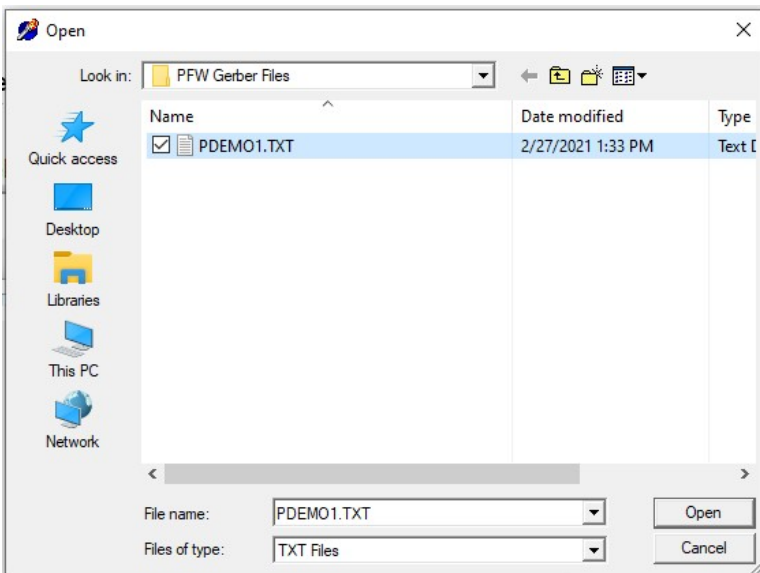 Open
Look in: PFW Gerber Files
Name Date modified Type
PDEMO1.TXT 2/27/2021 1:33 PM Text D
Quick access
Desktop
Libraries
This PC
Network
File name: PDEMO1.TXT Open
Files of type: TXT Files Cancel